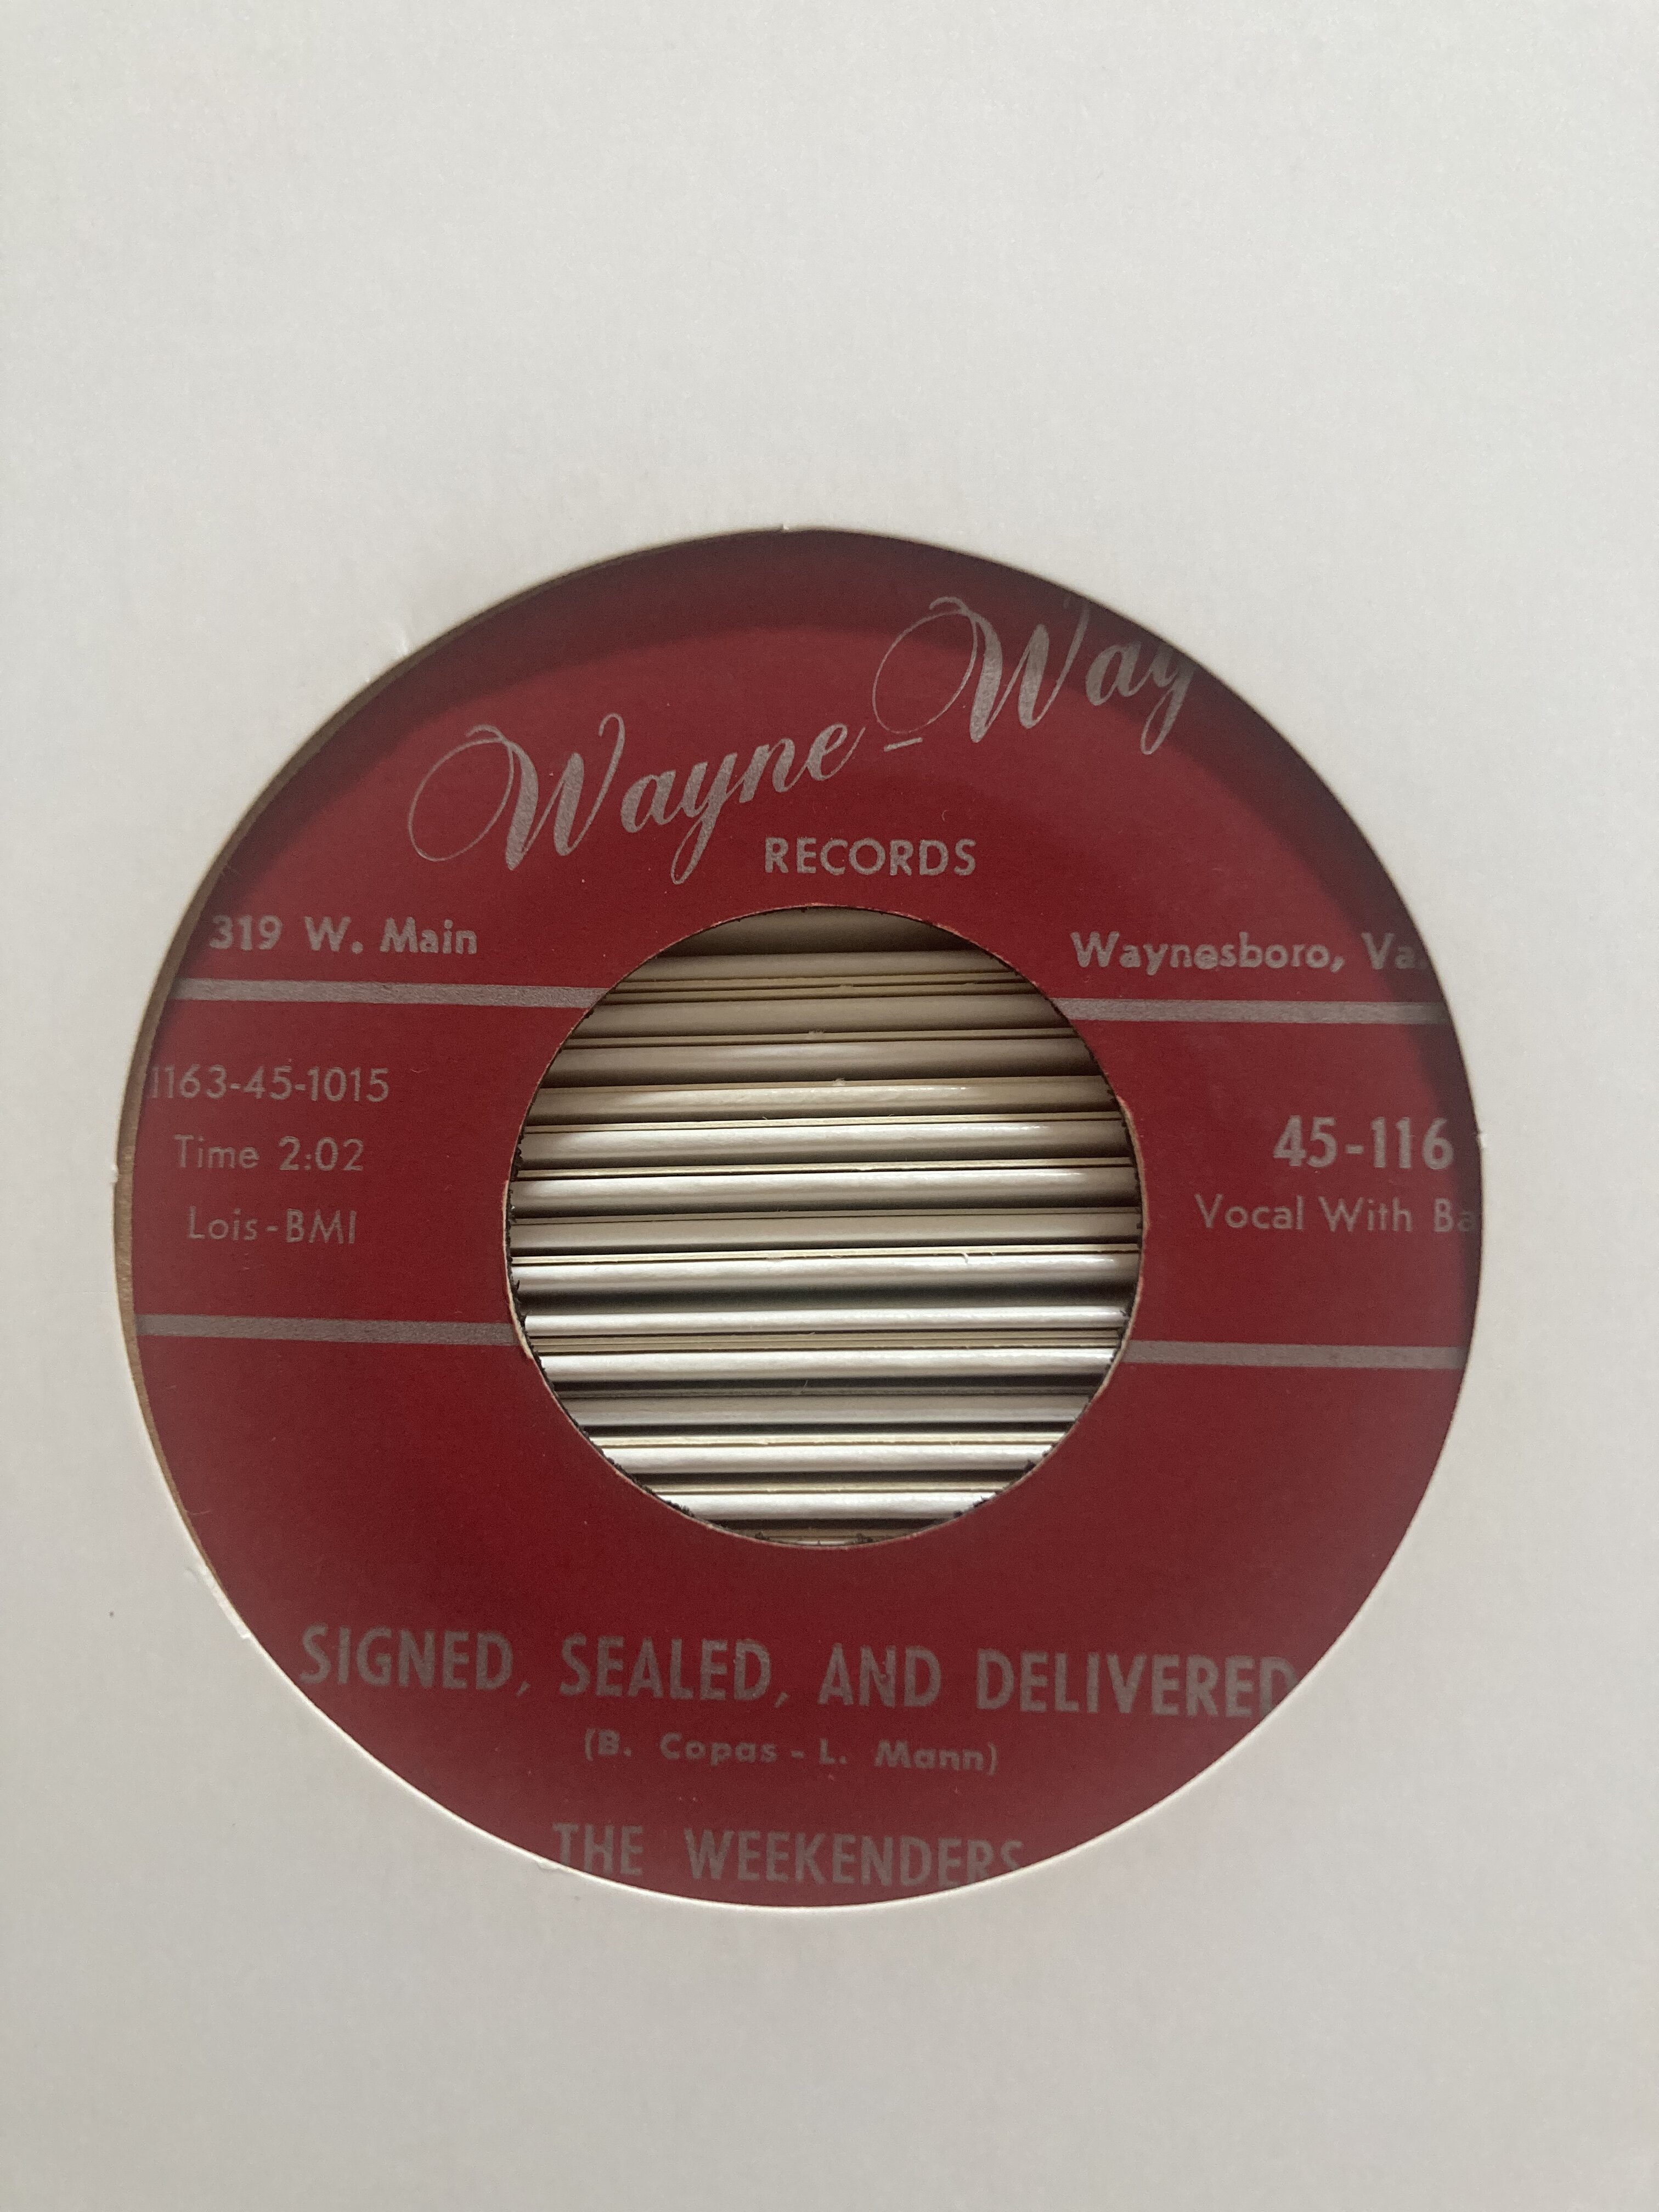 Wayne-Way
RECORDS
319 W. Main
Waynesboro, Va.
1163-45-1015
Time 2:02
Lois-BMI
45-116
Vocal With
SIGNED, SEALED, AND DELIVERED
(B. Copas - L. Mann)
THE WEEKENDERS